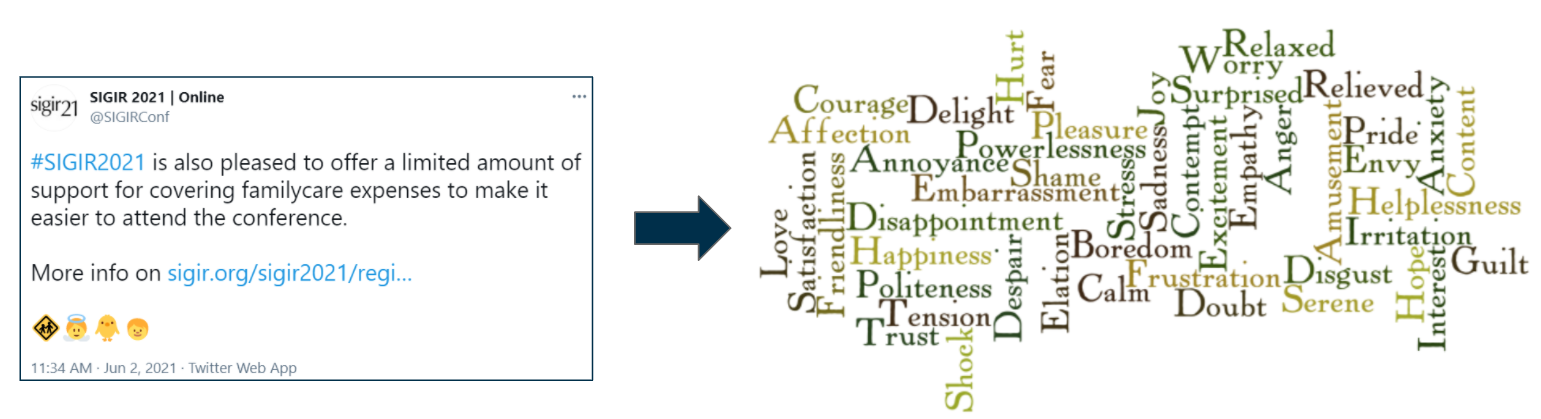 sigir21
SIGIR 2021 | Online
@SIGIRConf
#SIGIR2021 is also pleased to offer a limited amount of
support for covering familycare expenses to make it
easier to attend the conference.
More info on sigir.org/sigir2021/regi...
11:34 AM · Jun 2, 2021 · Twitter Web App
Courage
Affection
Delight
Hurt
Fear
Pleasure
Powerlessness
Annoyance
Shame
Embarrassment
Love
Satisfaction
Friendliness
Disappointment
Happiness
Politeness
Tension
Trust
Shock
Despair
Elation
Stress
Sadness
Joy
Boredom
Calm
Frustration
Doubt
Worry
Relaxed
Surprised
Contempt
Excitement
Empathy
Anger
Relieved
Amusement
Pride
Envy
Anxiety
Content
Helplessness
Irritation
Disgust
Serene
Hope
Interest
Guilt